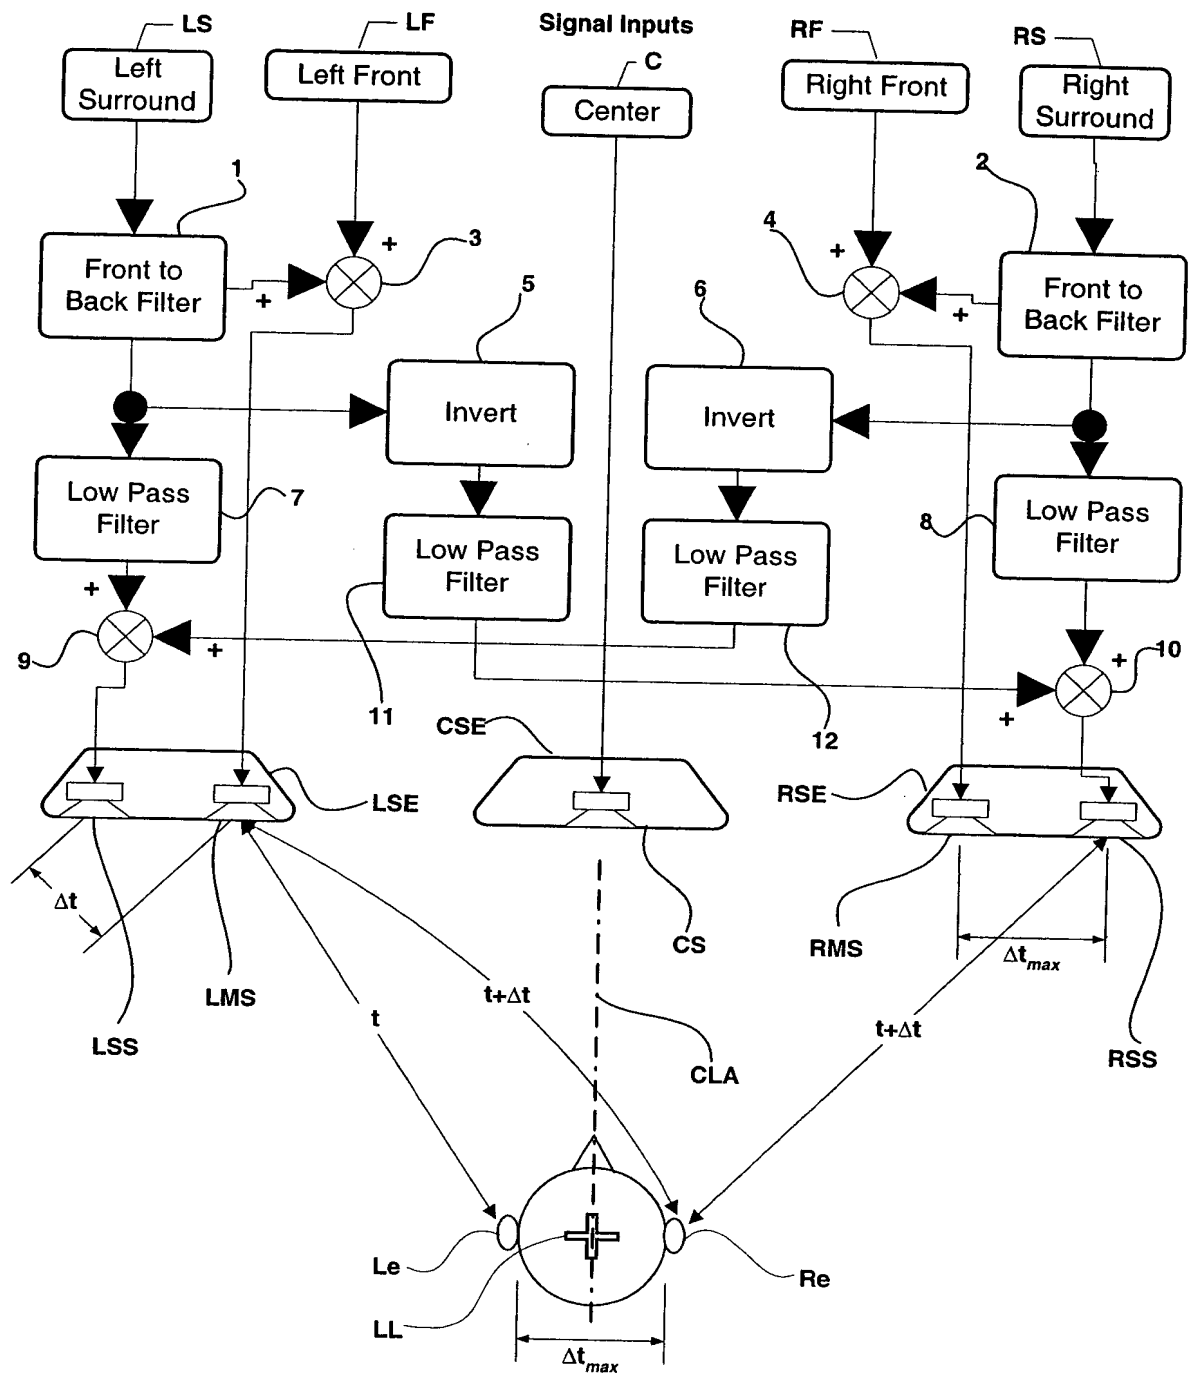 LS
LF
Signal Inputs
RF
RS
C
Left
Surround
Left Front
Center
Right Front
Right
Surround
1
2
3
4
+
+
Front to
Back Filter
+
+
Front to
Back Filter
5
6
Invert
Invert
Low Pass
Filter
7
8
Low Pass
Filter
Low Pass
Filter
Low Pass
Filter
+
+
9
+
10
+
11
12
CSE
LSE
RSE
Δt
CS
RMS
Δtmax
LMS
LSS
t
t+Δt
t+Δt
RSS
CLA
Le
Re
LL
Δtmax